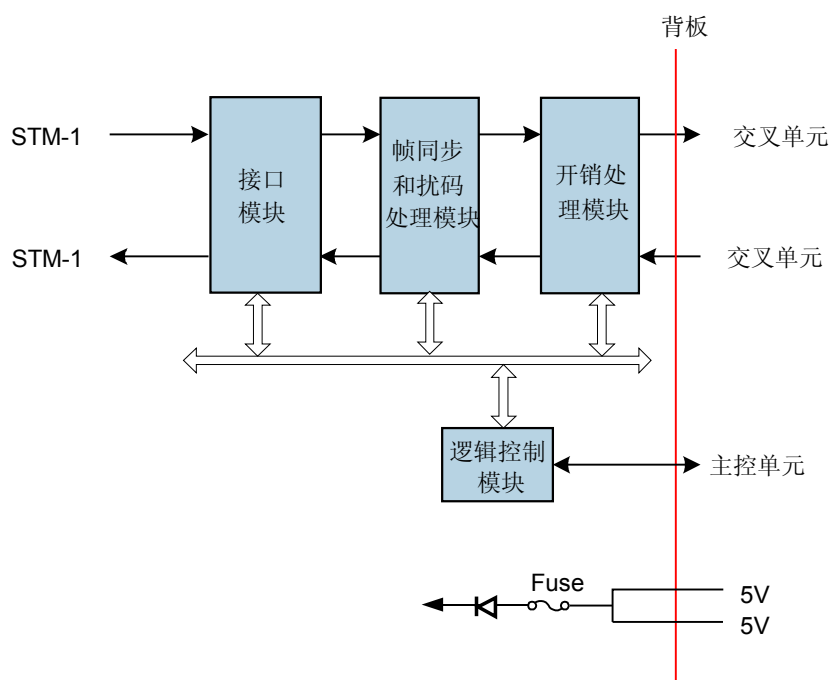 背板
STM-1
接口
模块
帧同步
和扰码
处理模块
开销处
理模块
交叉单元
STM-1
交叉单元
逻辑控制
模块
主控单元
Fuse
5V
5V